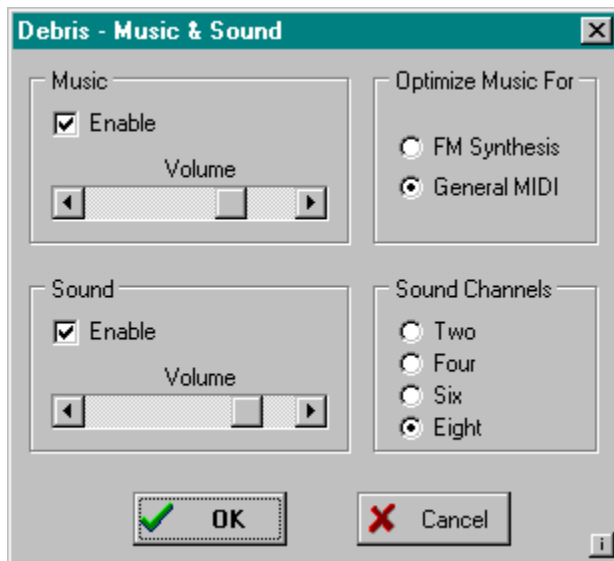 Debris - Music & Sound
Music
Enable
Volume
Optimize Music For
FM Synthesis
General MIDI
Sound
Enable
Volume
Sound Channels
Two
Four
Six
Eight
OK
Cancel
i